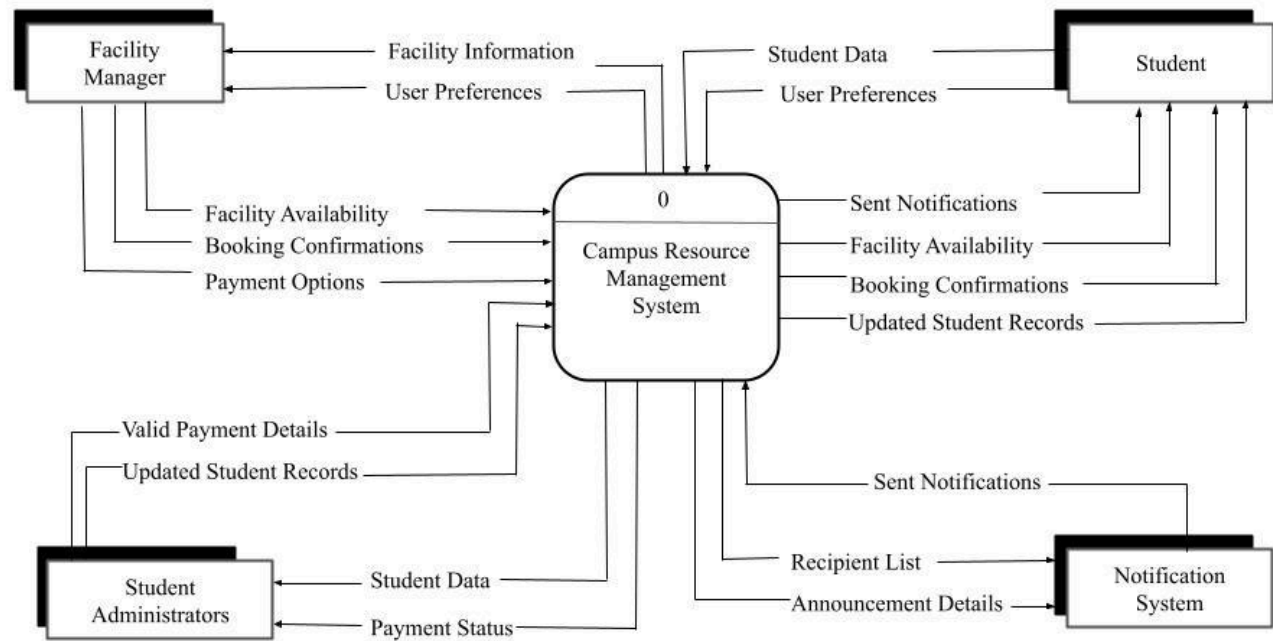 Facility
Manager
Facility Information
User Preferences
Student Data
User Preferences
Student
0
Campus Resource
Management
System
Facility Availability
Booking Confirmations
Payment Options
Sent Notifications
Facility Availability
Booking Confirmations
Updated Student Records
Valid Payment Details
Updated Student Records
Sent Notifications
Student
Administrators
Student Data
Payment Status
Recipient List
Announcement Details
Notification
System